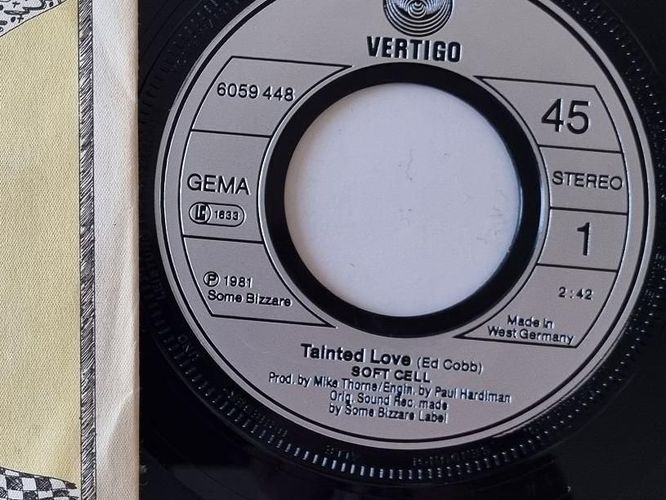 VERTIGO
6059 448
45
GEMA
STEREO
LC 1633
1
Ⓟ 1981
Some Bizzare
2:42
Made in
West Germany
Tainted Love (Ed Cobb)
SOFT CELL
Prod. by Mike Thorne/Engin. by Paul Hardiman
Orig. Sound Rec. made
by Some Bizzare Label